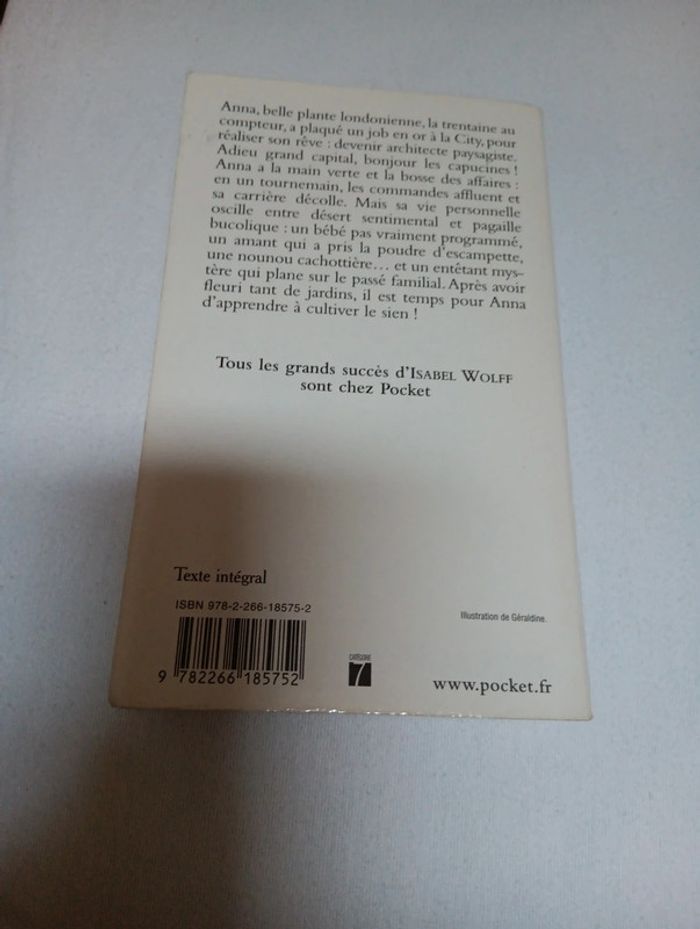 Anna, belle plante londonienne, la trentaine au
compteur, a plaqué un job en or à la City, pour
réaliser son rêve : devenir architecte paysagiste.
Adieu grand capital, bonjour les capucines !
Anna a la main verte et la bosse des affaires :
en un tournemain, les commandes affluent et
sa carrière décolle. Mais sa vie personnelle
oscille entre désert sentimental et pagaille
bucolique : un bébé pas vraiment programmé,
un amant qui a pris la poudre d'escampette,
une nounou cachottière… et un entêtant mys-
tère qui plane sur le passé familial. Après avoir
fleuri tant de jardins, il est temps pour Anna
d'apprendre à cultiver le sien !
Tous les grands succès d'ISABEL WOLFF
sont chez Pocket
Texte intégral
ISBN 978-2-266-18575-2
9 782266 185752
Illustration de Géraldine.
CATÉGORIE
7
www.pocket.fr